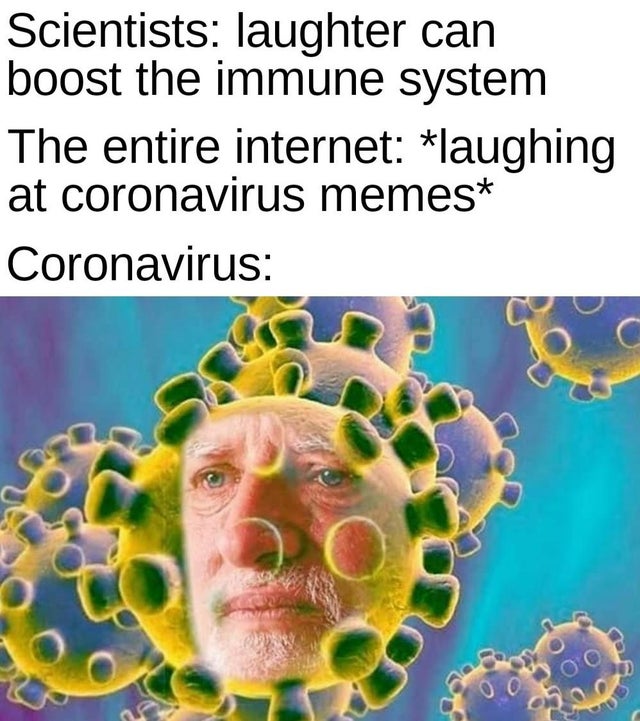 Scientists: laughter can
boost the immune system
The entire internet: *laughing
at coronavirus memes*
Coronavirus: